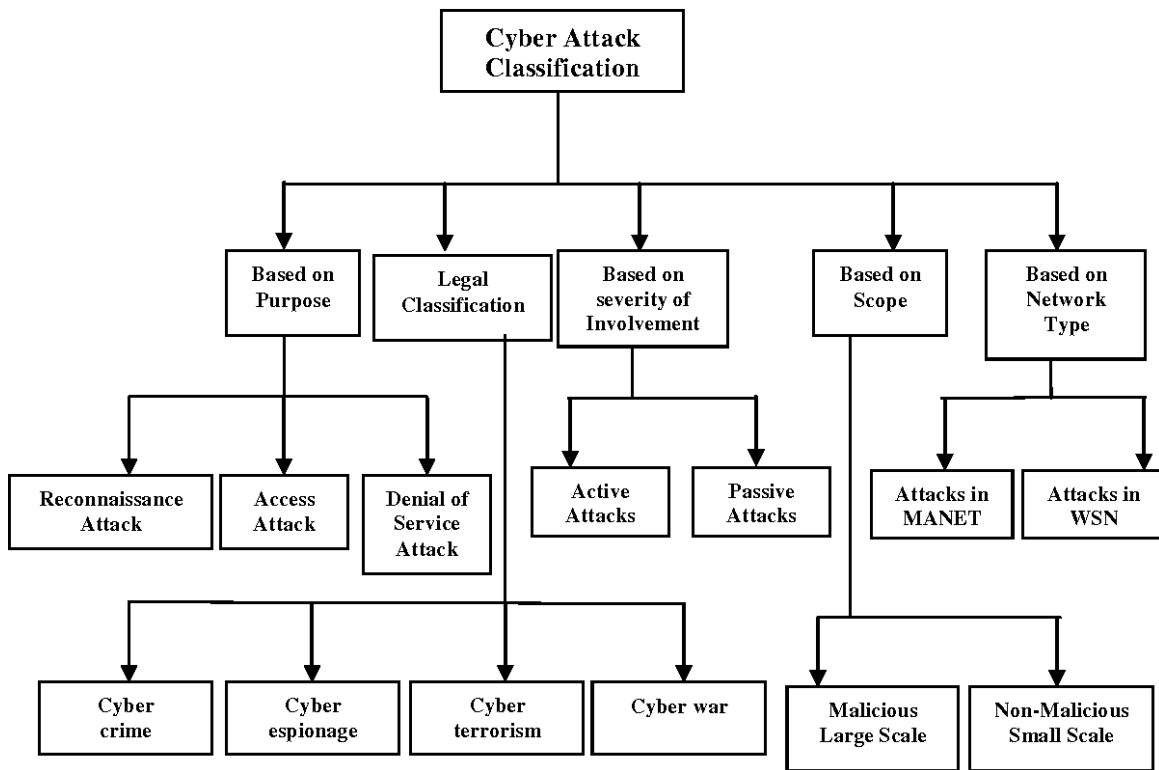 Cyber Attack
Classification
Based on
Purpose
Legal
Classification
Based on
severity of
Involvement
Based on
Scope
Based on
Network
Type
Reconnaissance
Attack
Access
Attack
Denial of
Service
Attack
Active
Attacks
Passive
Attacks
Attacks in
MANET
Attacks in
WSN
Cyber
crime
Cyber
espionage
Cyber
terrorism
Cyber war
Malicious
Large Scale
Non-Malicious
Small Scale